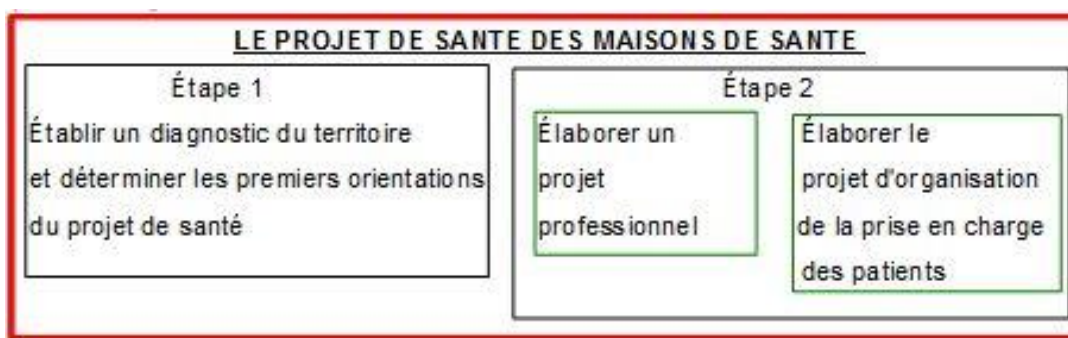 LE PROJET DE SANTE DES MAISONS DE SANTE
Étape 1
Établir un diagnostic du territoire
et déterminer les premiers orientations
du projet de santé
Étape 2
Élaborer un
projet
professionnel
Élaborer le
projet d'organisation
de la prise en charge
des patients